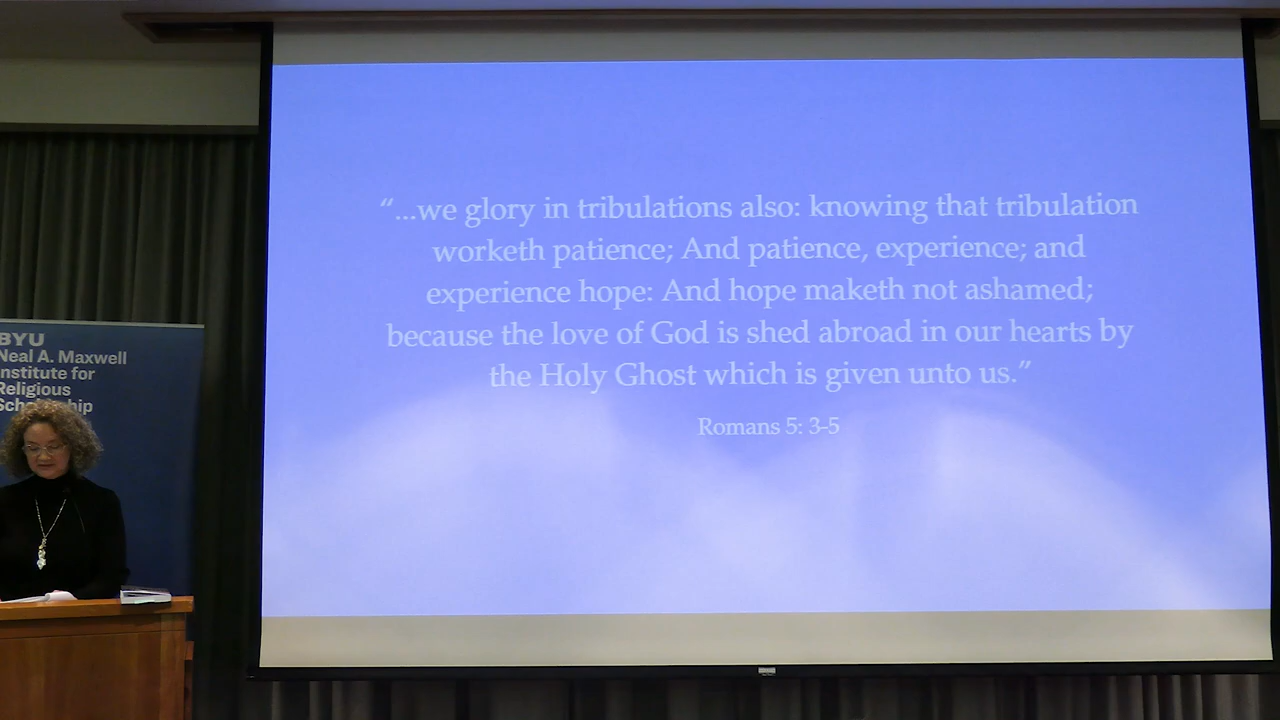 “...we glory in tribulations also: knowing that tribulation
worketh patience; And patience, experience; and
experience hope: And hope maketh not ashamed;
because the love of God is shed abroad in our hearts by
the Holy Ghost which is given unto us.”
Romans 5: 3-5
BYU
Neal A. Maxwell
Institute for
Religious
Scholarship